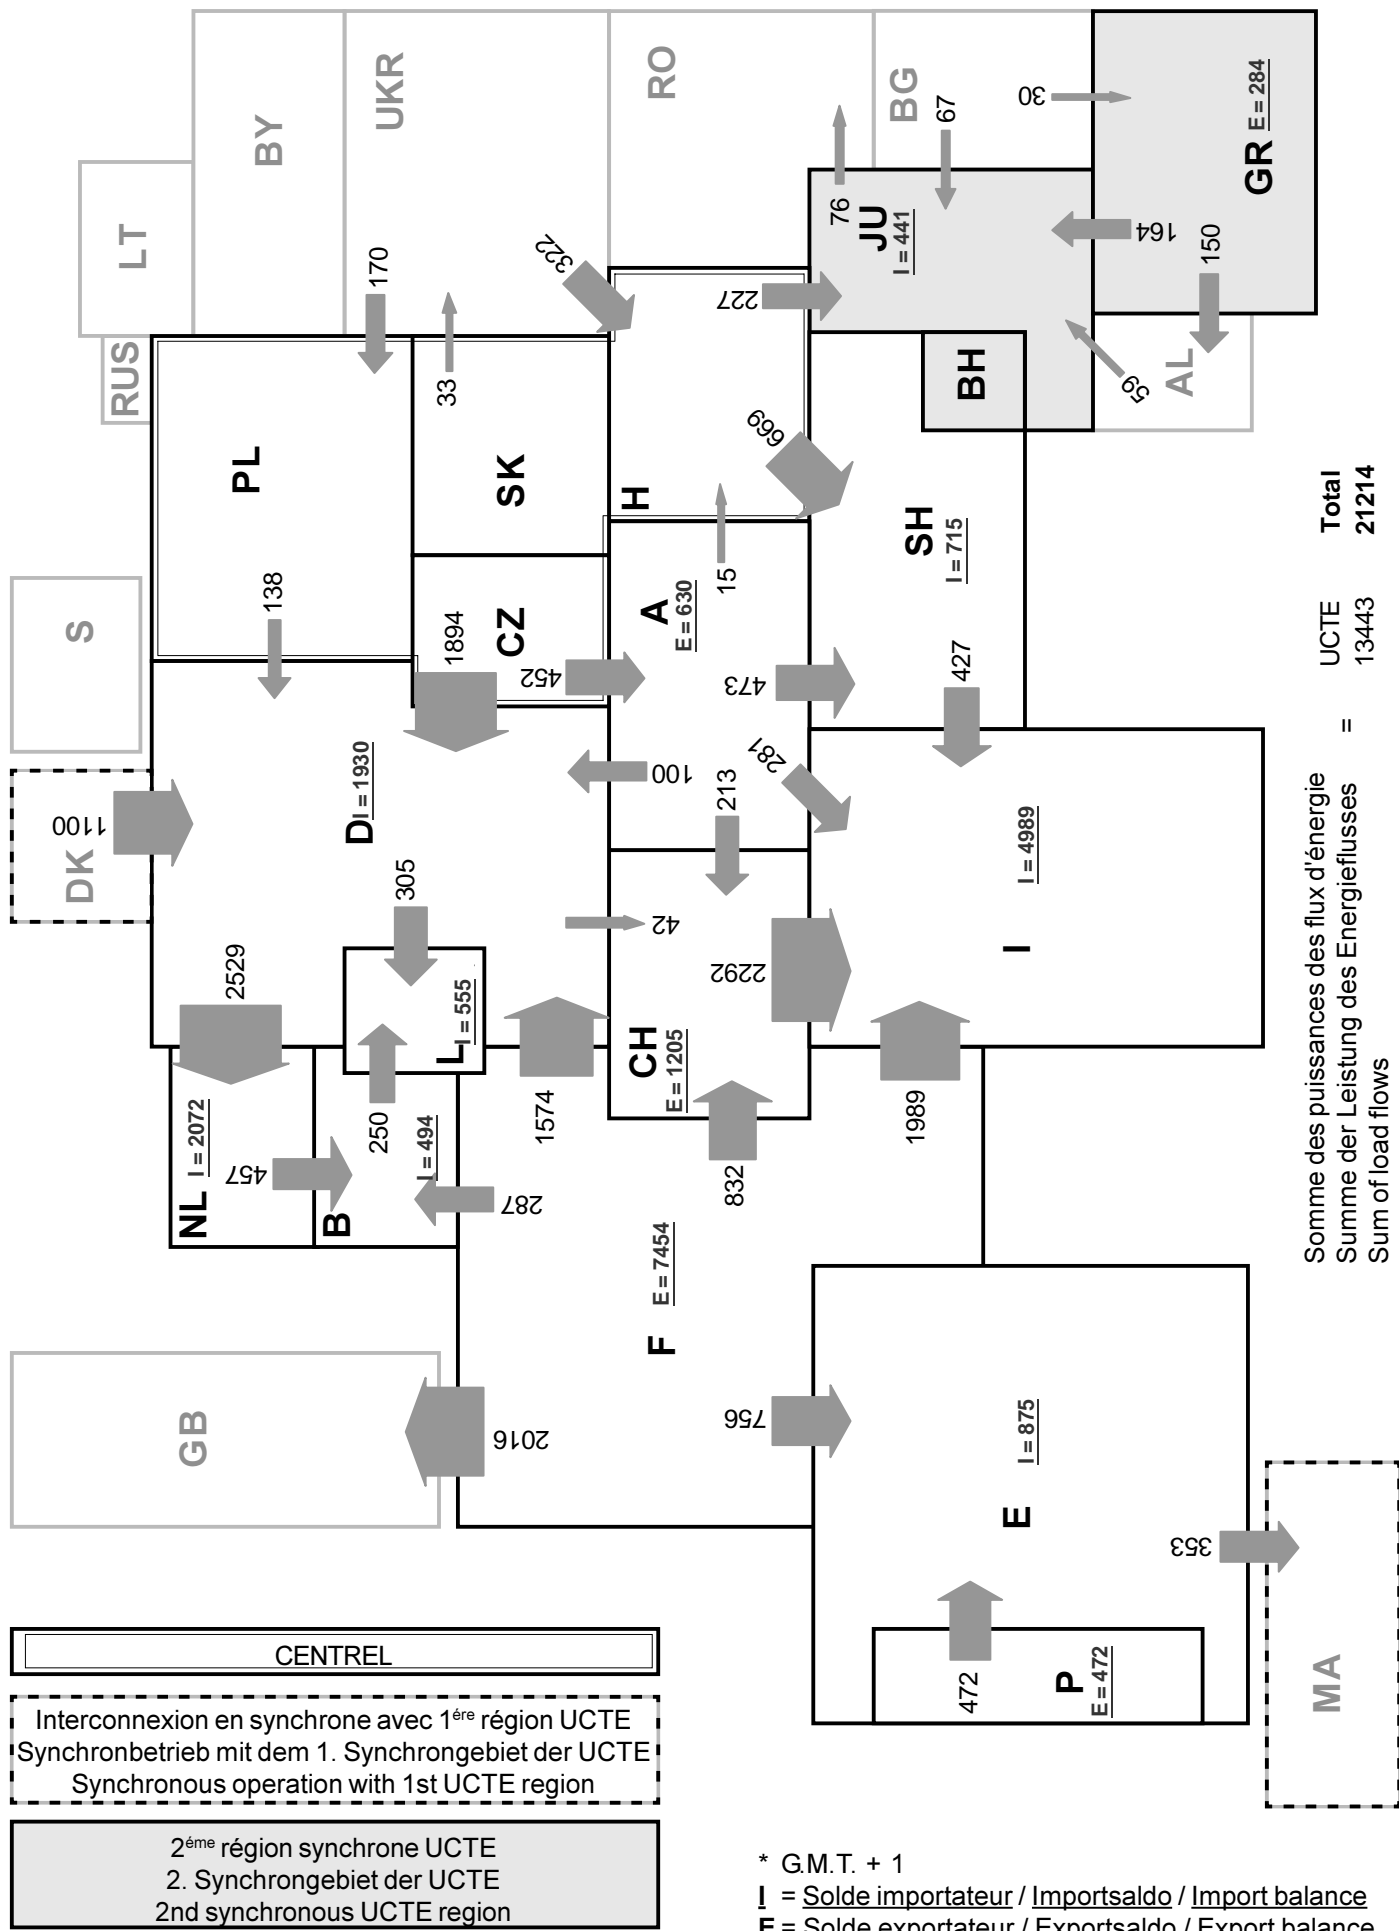 LT
BY
UKR
RO
BG
RUS
S
DK
GB
MA
AL
PL
SK
CZ
H
A
E = 630
D
I = 1930
NL
I = 2072
B
I = 494
L
I = 555
CH
E = 1205
F
E = 7454
I
I = 4989
E
I = 875
P
E = 472
SH
I = 715
BH
JU
I = 441
GR
E = 284
170
33
322
76
67
30
164
150
59
227
669
15
138
1894
452
473
427
100
213
281
1100
305
42
2529
2292
250
457
1574
832
1989
287
2016
756
472
353
Somme des puissances des flux d'énergie
Summe der Leistung des Energieflusses
Sum of load flows
=
UCTE
13443
Total
21214
CENTREL
Interconnexion en synchrone avec 1ére région UCTE
Synchronbetrieb mit dem 1. Synchrongebiet der UCTE
Synchronous operation with 1st UCTE region
2éme région synchrone UCTE
2. Synchrongebiet der UCTE
2nd synchronous UCTE region
* G.M.T. + 1
I = Solde importateur / Importsaldo / Import balance
E = Solde exportateur / Exportsaldo / Export balance